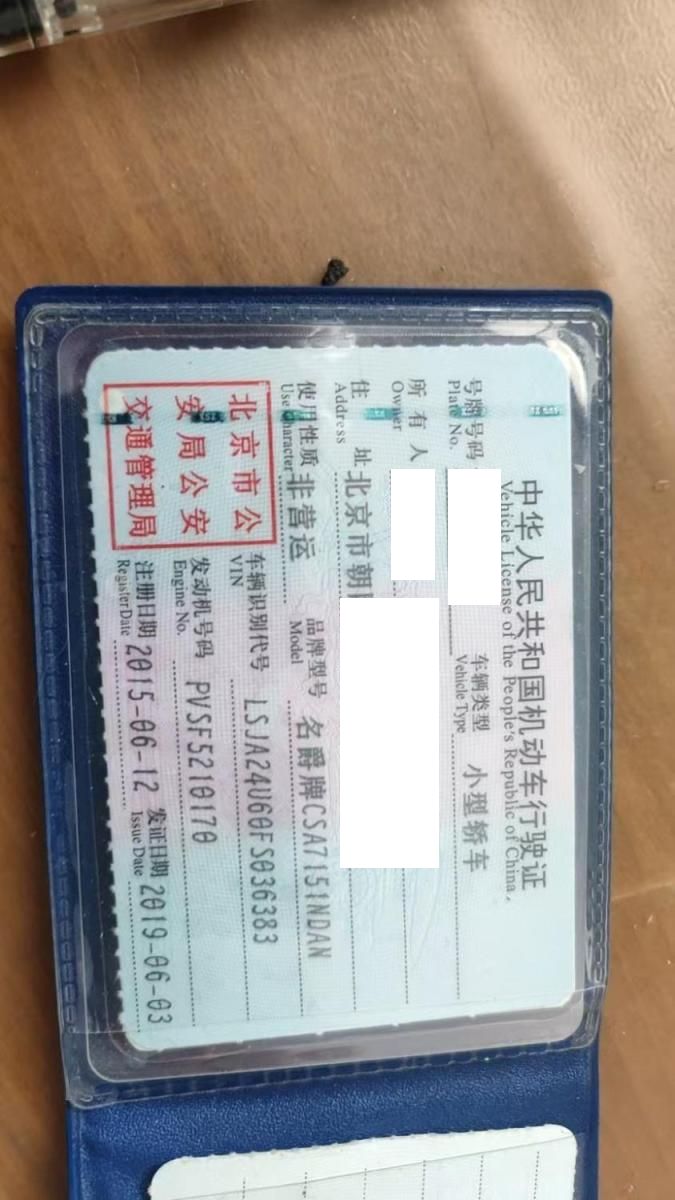 中华人民共和国机动车行驶证
Vehicle License of the People's Republic of China
号牌号码
Plate No.
车辆类型 小型轿车
Vehicle Type
所有人
Owner
住址 北京市朝
Address
使用性质 非营运
Use Character
品牌型号 名爵牌CSA7151NDAN
Model
北京市公
安局公安
交通管理局
车辆识别代号 LSJA24U60FS036383
VIN
发动机号码 PVSF5210170
Engine No.
注册日期 2015-06-12 发证日期 2019-06-03
Register Date Issue Date